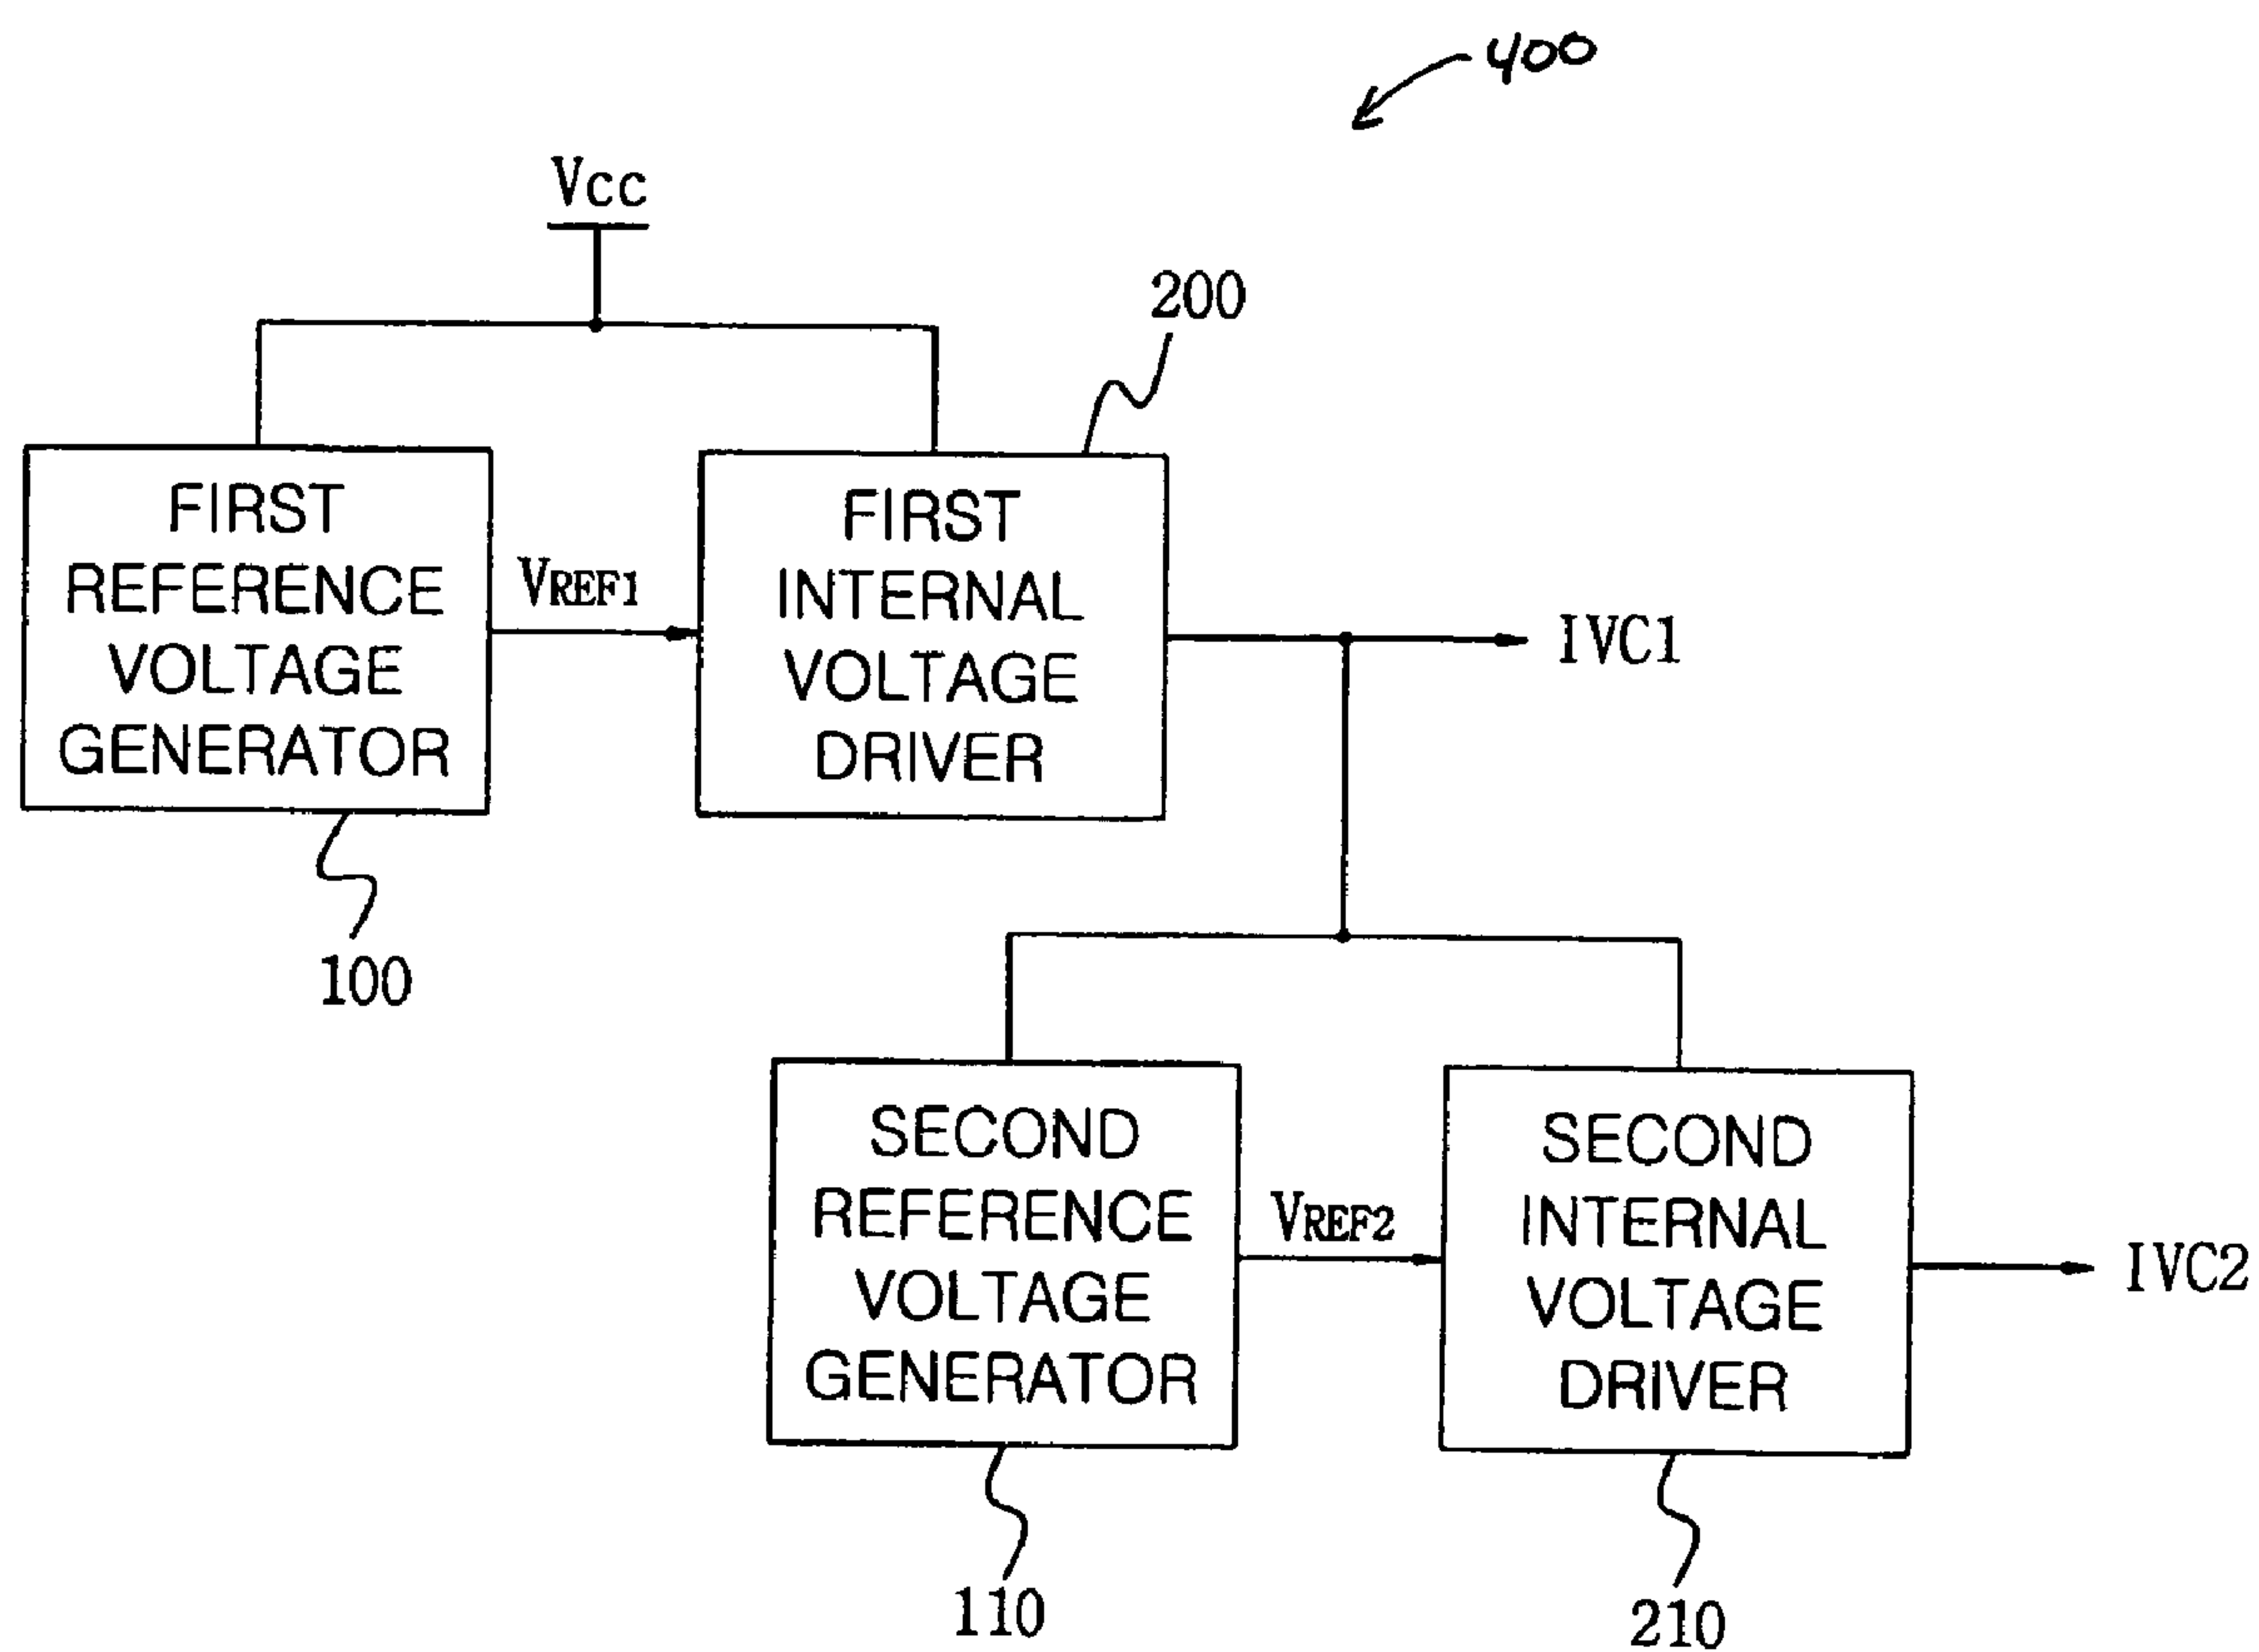 400
VCC
200
FIRST
REFERENCE
VOLTAGE
GENERATOR
VREF1
FIRST
INTERNAL
VOLTAGE
DRIVER
IVC1
100
SECOND
REFERENCE
VOLTAGE
GENERATOR
VREF2
SECOND
INTERNAL
VOLTAGE
DRIVER
IVC2
110
210